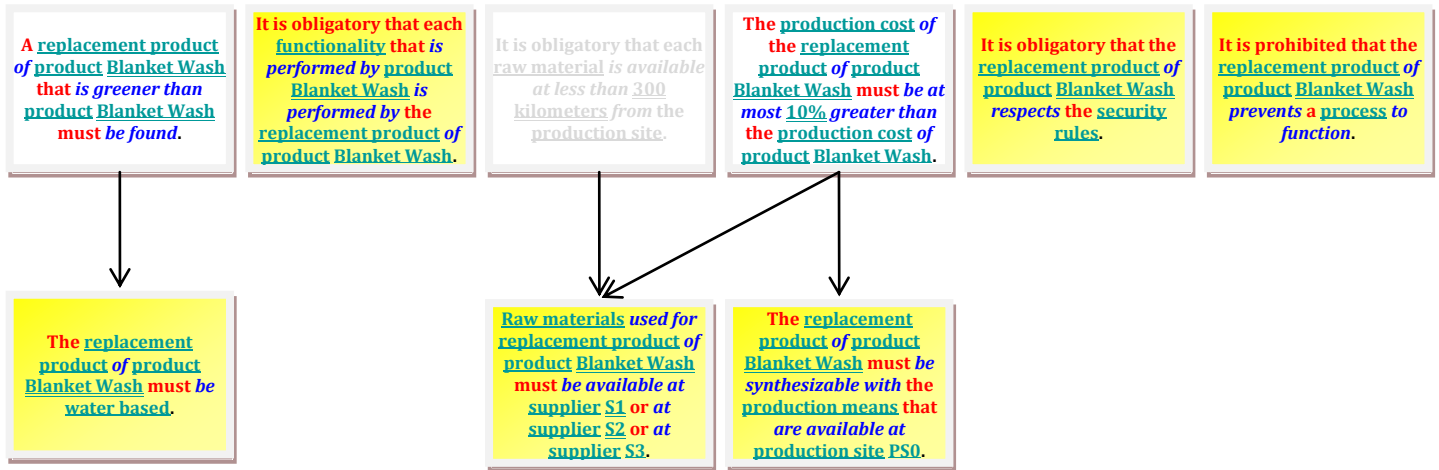 A replacement product
of product Blanket Wash
that is greener than
product Blanket Wash
must be found.
It is obligatory that each
functionality that is
performed by product
Blanket Wash is
performed by the
replacement product of
product Blanket Wash.
It is obligatory that each
raw material is available
at less than 300
kilometers from the
production site.
The production cost of
the replacement
product of product
Blanket Wash must be at
most 10% greater than
the production cost of
product Blanket Wash.
It is obligatory that the
replacement product of
product Blanket Wash
respects the security
rules.
It is prohibited that the
replacement product of
product Blanket Wash
prevents a process to
function.
The replacement
product of product
Blanket Wash must be
water based.
Raw materials used for
replacement product of
product Blanket Wash
must be available at
supplier S1 or at
supplier S2 or at
supplier S3.
The replacement
product of product
Blanket Wash must be
synthesizable with the
production means that
are available at
production site PS0.